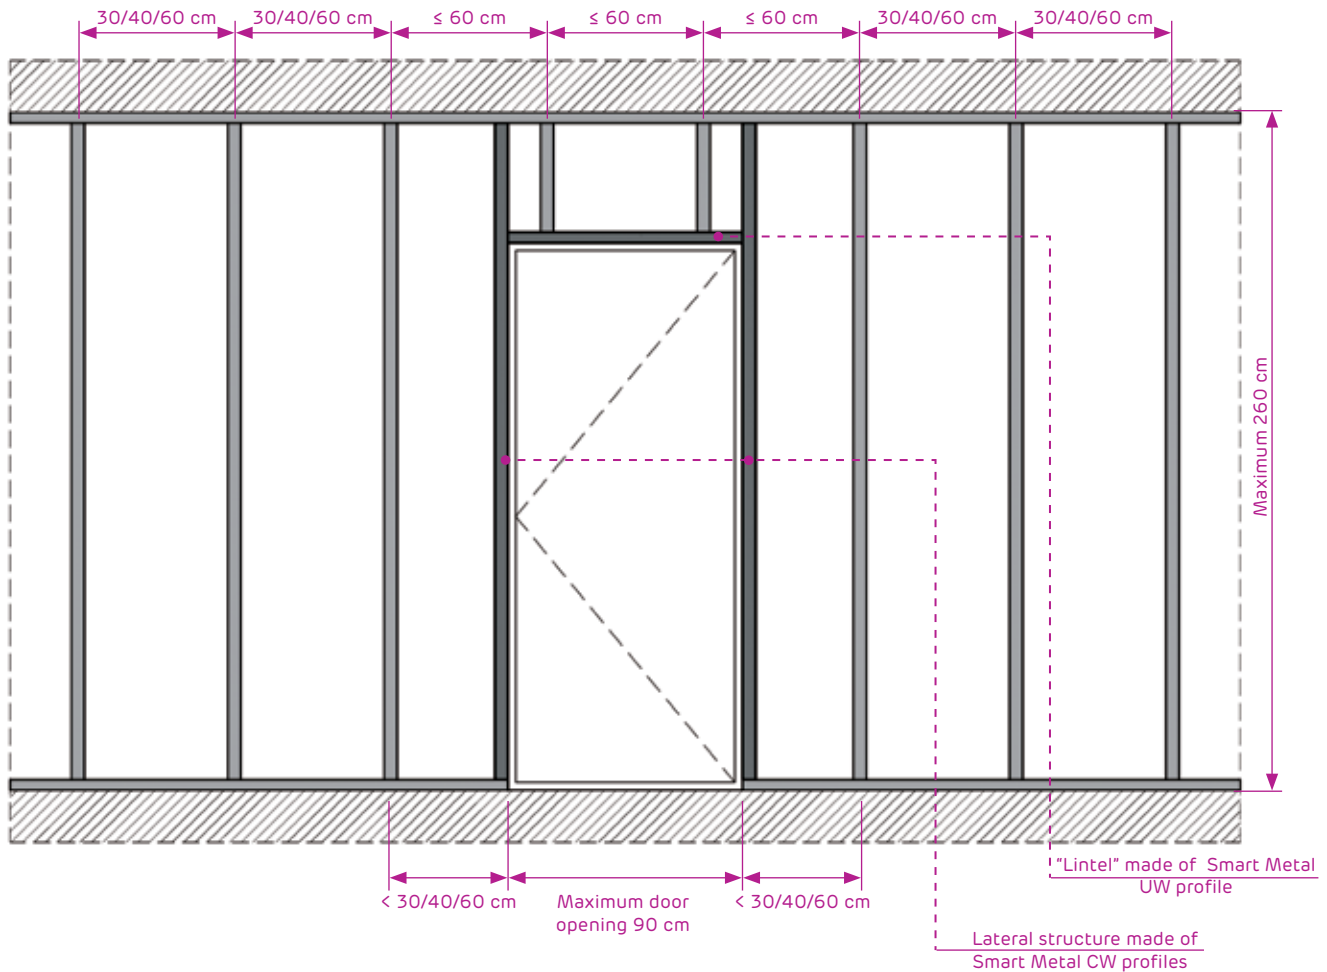 30/40/60 cm
30/40/60 cm
≤ 60 cm
≤ 60 cm
≤ 60 cm
30/40/60 cm
30/40/60 cm
Maximum 260 cm
< 30/40/60 cm
Maximum door
opening 90 cm
< 30/40/60 cm
"Lintel" made of Smart Metal
UW profile
Lateral structure made of
Smart Metal CW profiles